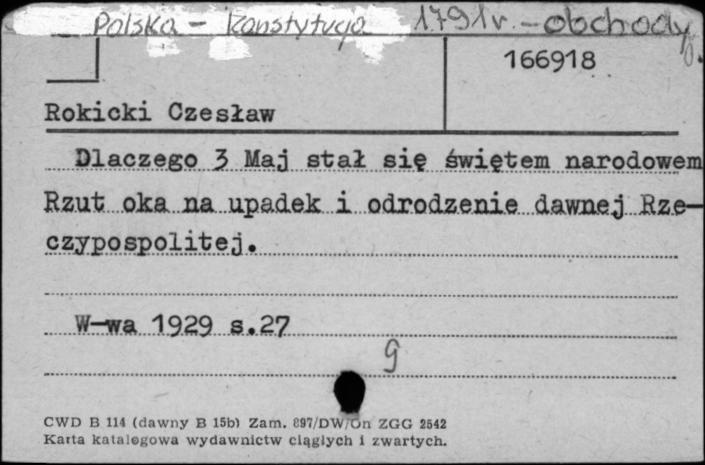 Polska - Konstytucja 1791r. - obchody.
166918
Rokicki Czesław
Dlaczego 3 Maj stał się świętem narodowem
Rzut oka na upadek i odrodzenie dawnej Rze-
czypospolitej.
W-wa 1929 s.27
g
CWD B 114 (dawny B 15b) Zam. 897/DW/On ZGG 2542
Karta katalogowa wydawnictw ciągłych i zwartych.